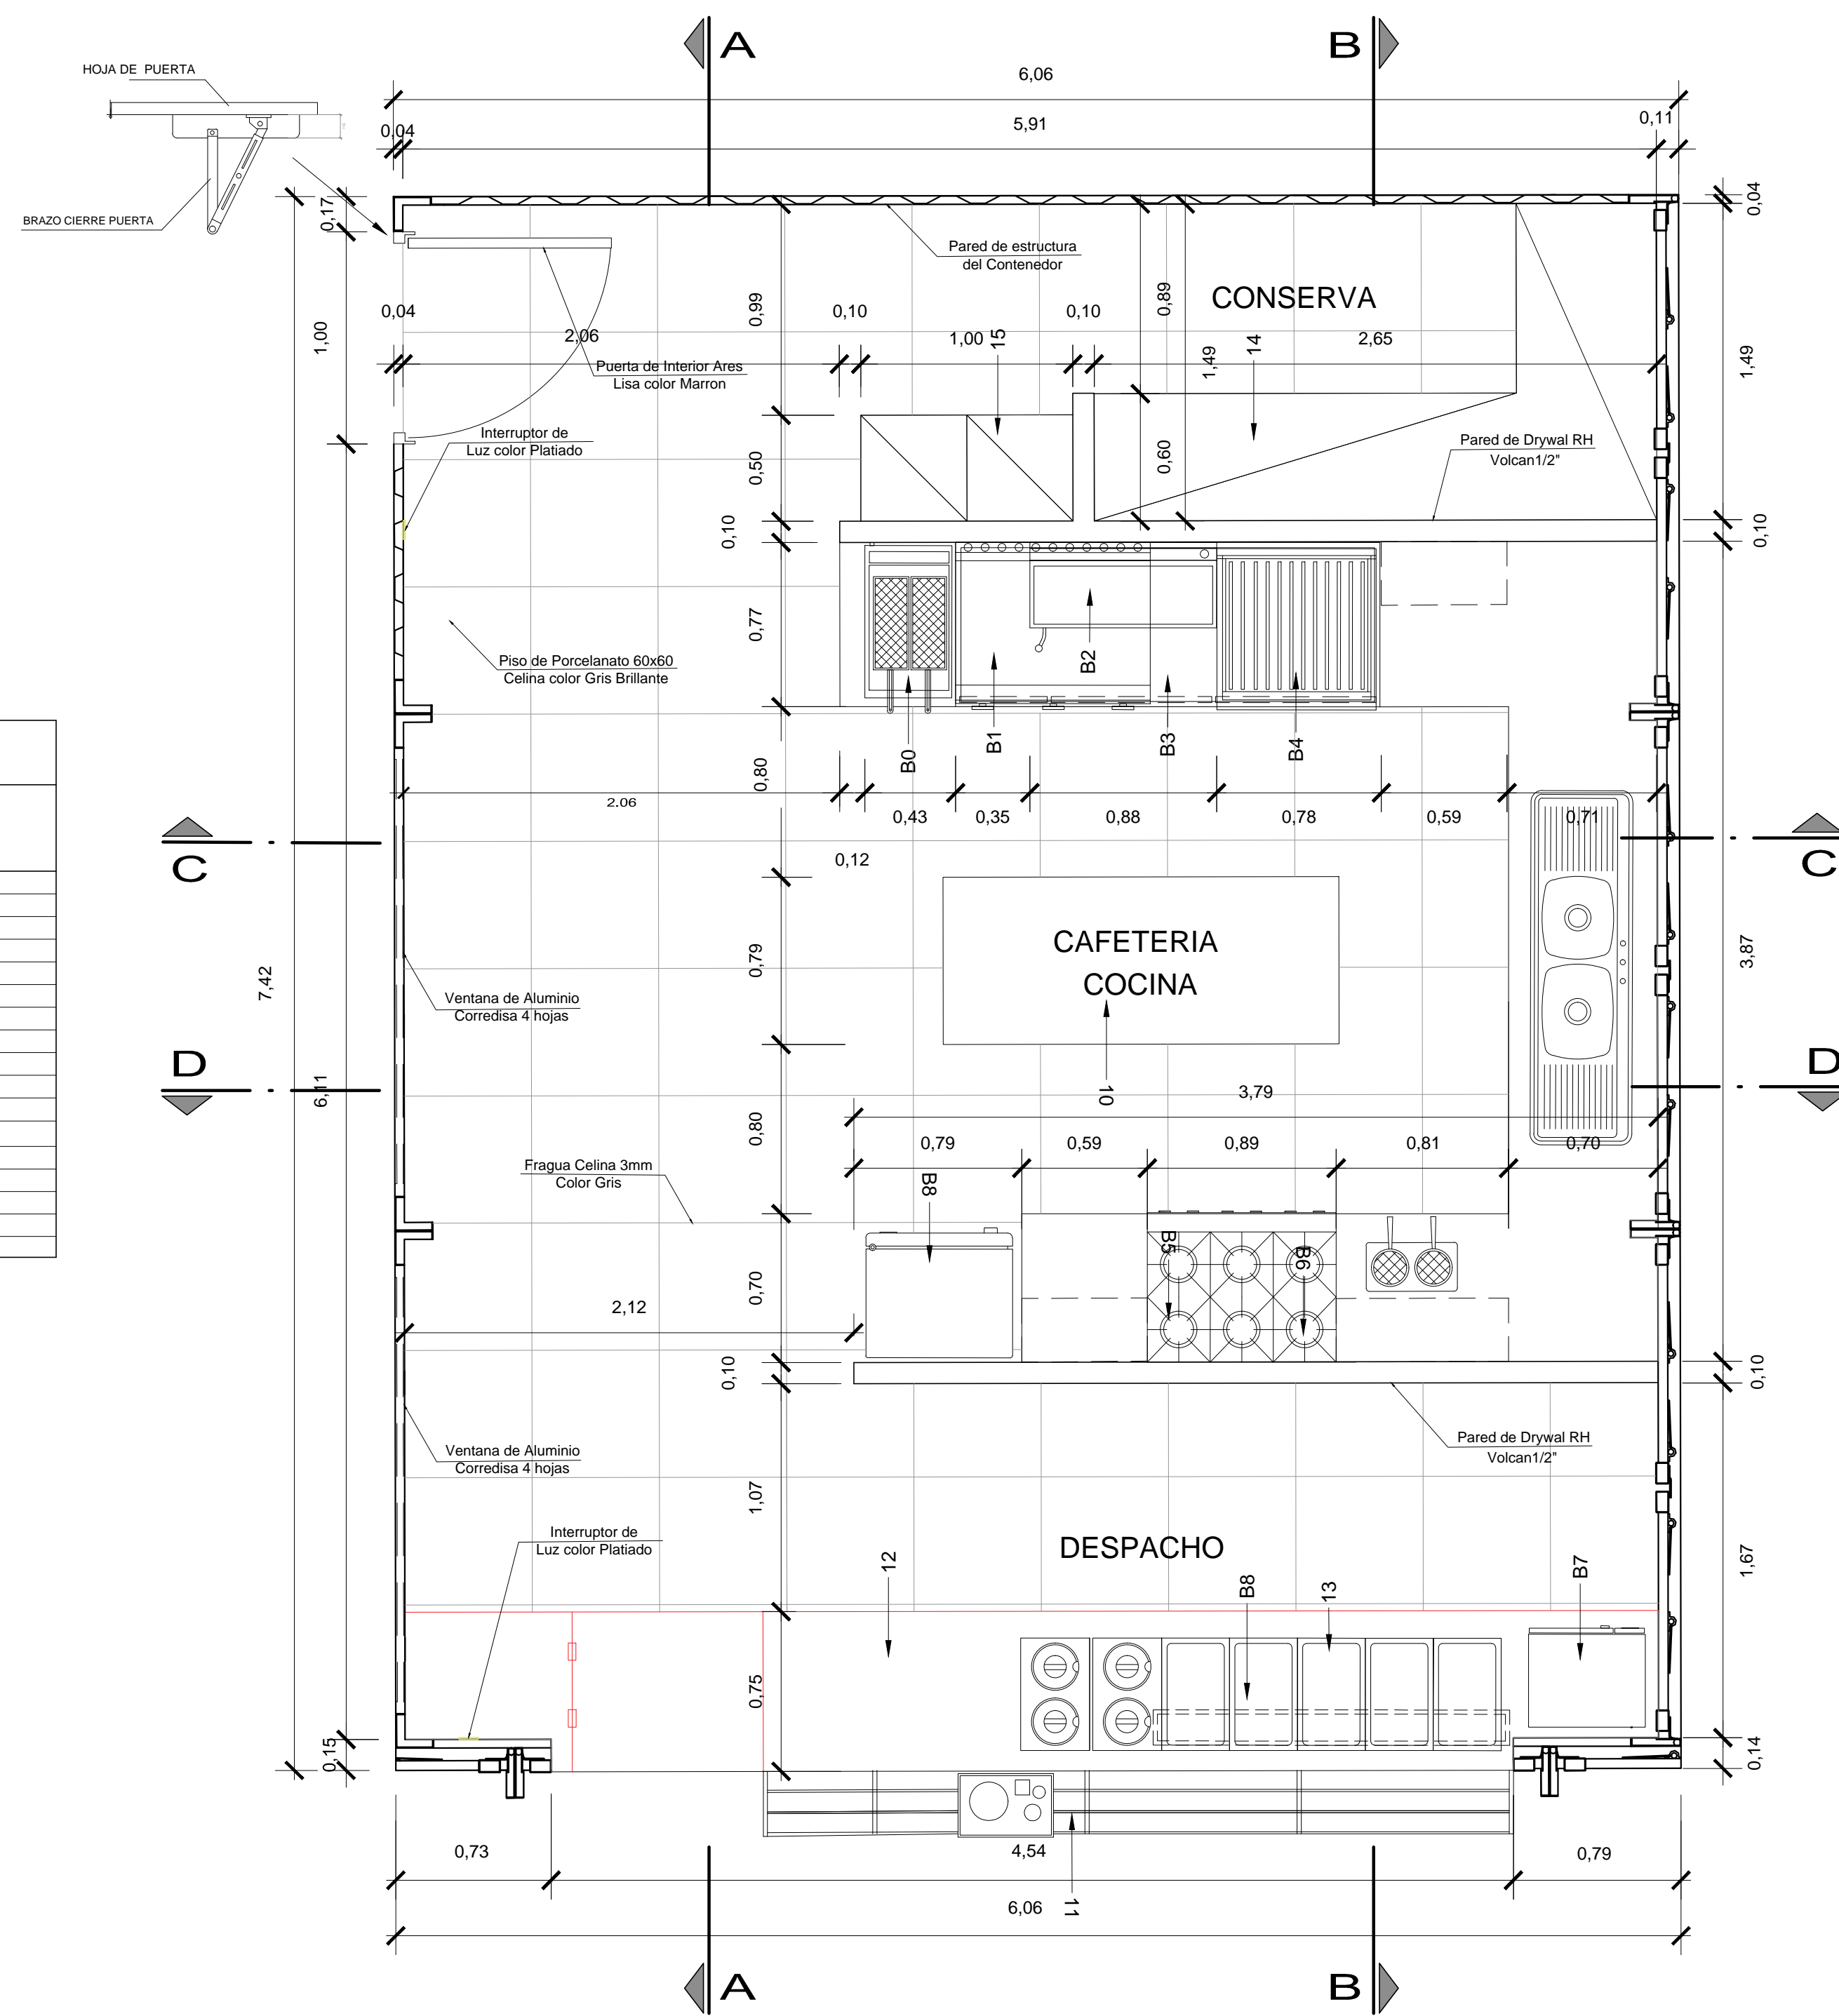 A
B
HOJA DE PUERTA
6,06
0,04
5,91
0,11
0,17
0,04
BRAZO CIERRE PUERTA
Pared de estructura
del Contenedor
CONSERVA
0,04
0,99
0,10
0,10
0,89
1,00
2,06
1,00
15
14
2,65
1,49
1,49
Puerta de Interior Ares
Lisa color Marron
Interruptor de
Luz color Platiado
Pared de Drywal RH
Volcan1/2"
0,50
0,60
0,10
0,10
0,77
Piso de Porcelanato 60x60
Celina color Gris Brillante
B2
B0
B1
B3
B4
0,80
2.06
0,43
0,35
0,88
0,78
0,59
0,71
0,12
C
C
CAFETERIA
COCINA
0,79
3,87
7,42
Ventana de Aluminio
Corredisa 4 hojas
D
D
6,11
10
3,79
0,80
0,79
0,59
0,89
0,81
0,70
Fragua Celina 3mm
Color Gris
B8
B5
B6
0,70
2,12
0,10
0,10
Pared de Drywal RH
Volcan1/2"
Ventana de Aluminio
Corredisa 4 hojas
1,07
DESPACHO
1,67
Interruptor de
Luz color Platiado
12
B8
13
B7
0,75
0,15
0,14
0,73
4,54
0,79
11
6,06
A
B